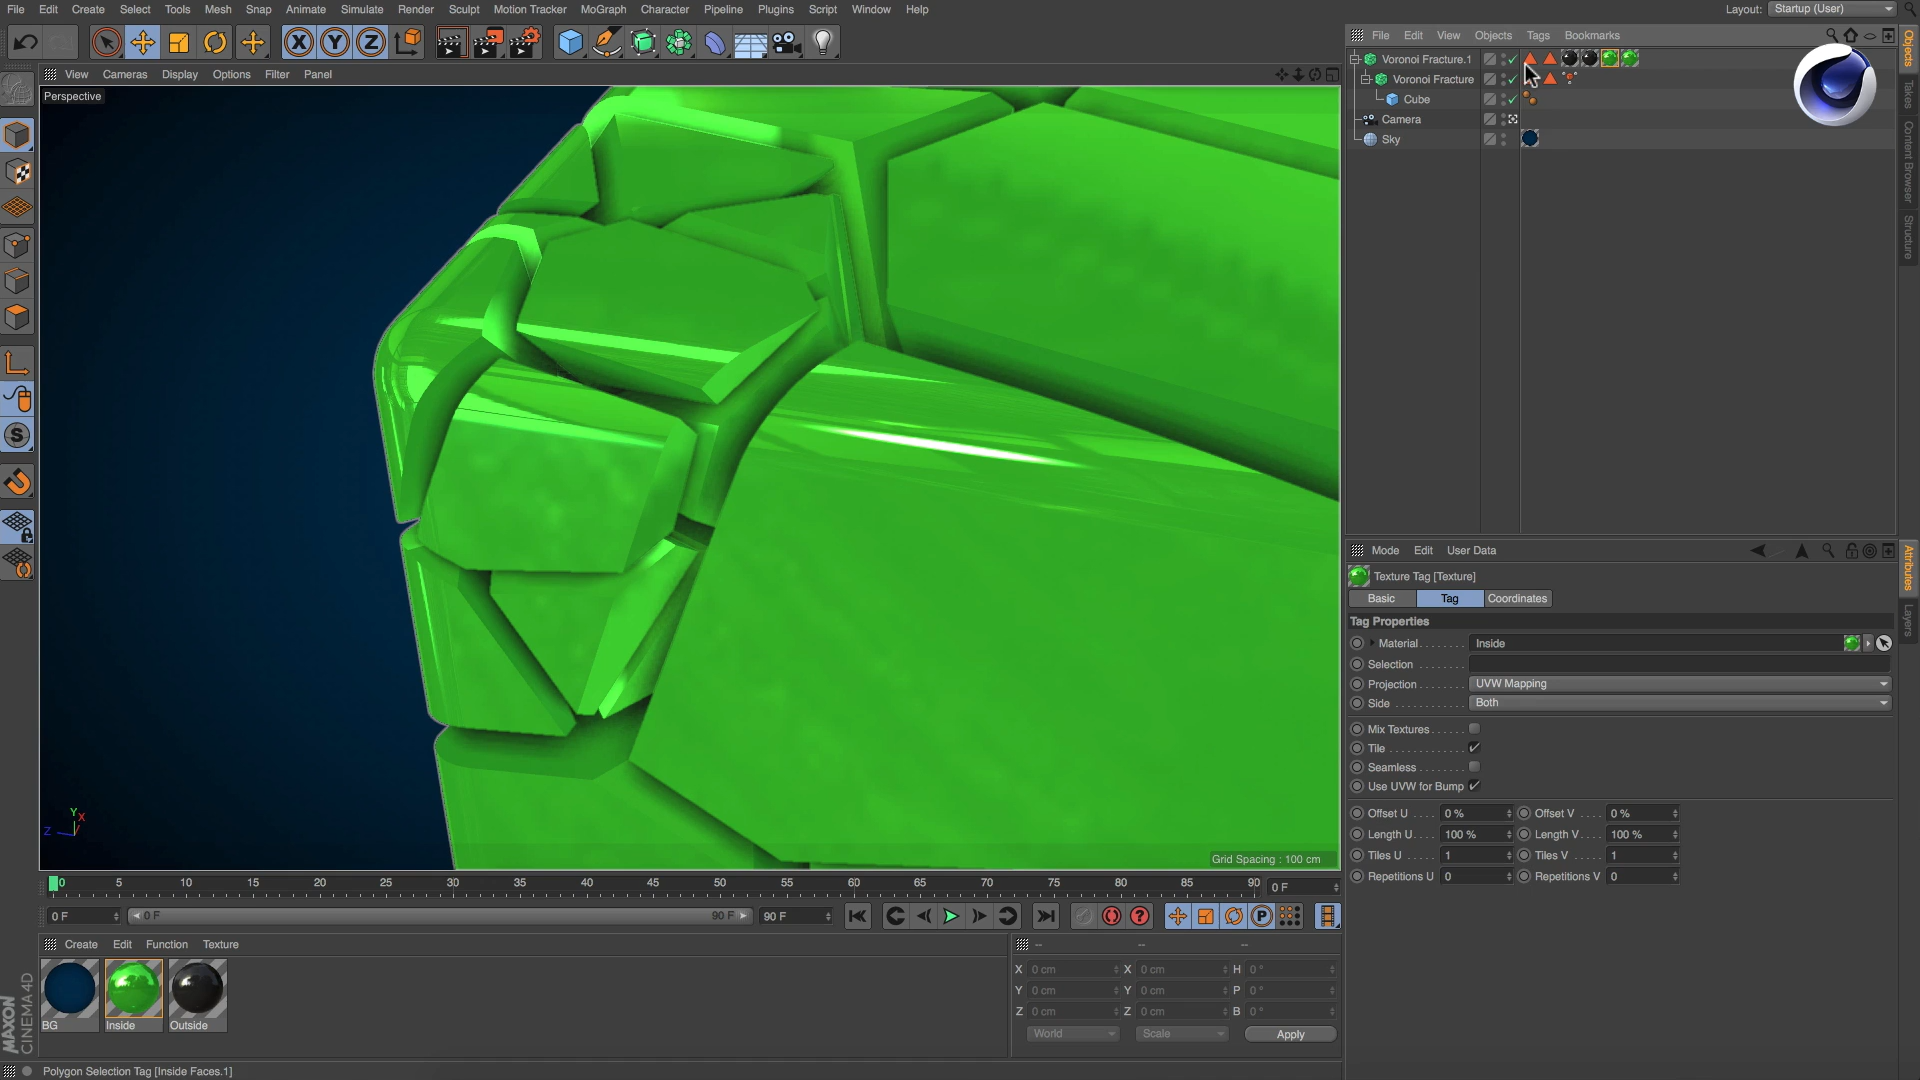 File Edit Create Select Tools Mesh Snap Animate Simulate Render Sculpt Motion Tracker MoGraph Character Pipeline Plugins Script Window Help
Layout: Startup (User)
X Y Z
View Cameras Display Options Filter Panel
Perspective
S
File Edit View Objects Tags Bookmarks
Voronoi Fracture.1
Voronoi Fracture
Cube
Camera
Sky
Objects
Takes
Content Browser
Structure
Mode Edit User Data
Texture Tag [Texture]
Basic Tag Coordinates
Tag Properties
Material Inside
Selection
Projection UVW Mapping
Side Both
Mix Textures
Tile
Seamless
Use UVW for Bump
Offset U 0 % Offset V 0 %
Length U 100 % Length V 100 %
Tiles U 1 Tiles V 1
Repetitions U 0 Repetitions V 0
Attributes
Layers
Y X Z
Grid Spacing : 100 cm
0 5 10 15 20 25 30 35 40 45 50 55 60 65 70 75 80 85 90 0 F
0 F 0 F 90 F 90 F
P
Create Edit Function Texture
BG Inside Outside
-- -- --
X 0 cm X 0 cm H 0 °
Y 0 cm Y 0 cm P 0 °
Z 0 cm Z 0 cm B 0 °
World Scale Apply
MAXON
CINEMA 4D
Polygon Selection Tag [Inside Faces.1]